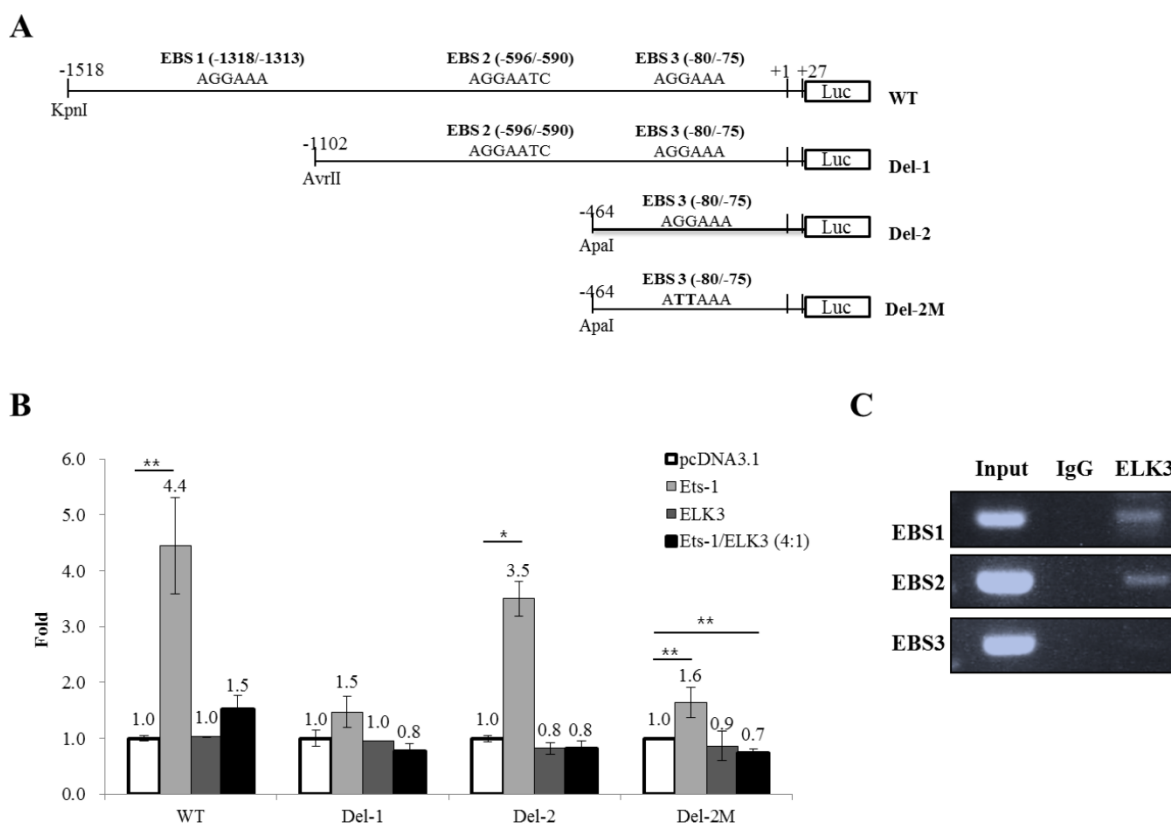 A
-1518
EBS 1 (-1318/-1313)
AGGAAA
EBS 2 (-596/-590)
AGGAATC
EBS 3 (-80/-75)
AGGAAA
+1 +27
Luc
WT
KpnI
-1102
EBS 2 (-596/-590)
AGGAATC
EBS 3 (-80/-75)
AGGAAA
Luc
Del-1
AvrII
-464
EBS 3 (-80/-75)
AGGAAA
Luc
Del-2
ApaI
-464
EBS 3 (-80/-75)
ATTAAA
Luc
Del-2M
ApaI
B
Fold
6.0
5.0
4.0
3.0
2.0
1.0
0.0
**
1.0 4.4 1.0 1.5
1.0 1.5 1.0 0.8
*
1.0 3.5 0.8 0.8
**
**
1.0 1.6 0.9 0.7
WT Del-1 Del-2 Del-2M
pcDNA3.1
Ets-1
ELK3
Ets-1/ELK3 (4:1)
C
Input IgG ELK3
EBS1
EBS2
EBS3